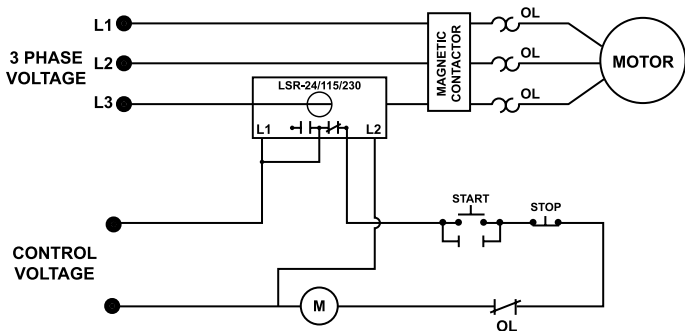 L1
OL
3 PHASE
VOLTAGE
L2
MAGNETIC
CONTACTOR
OL
MOTOR
LSR-24/115/230
L3
OL
L1
L2
START
STOP
CONTROL
VOLTAGE
M
OL